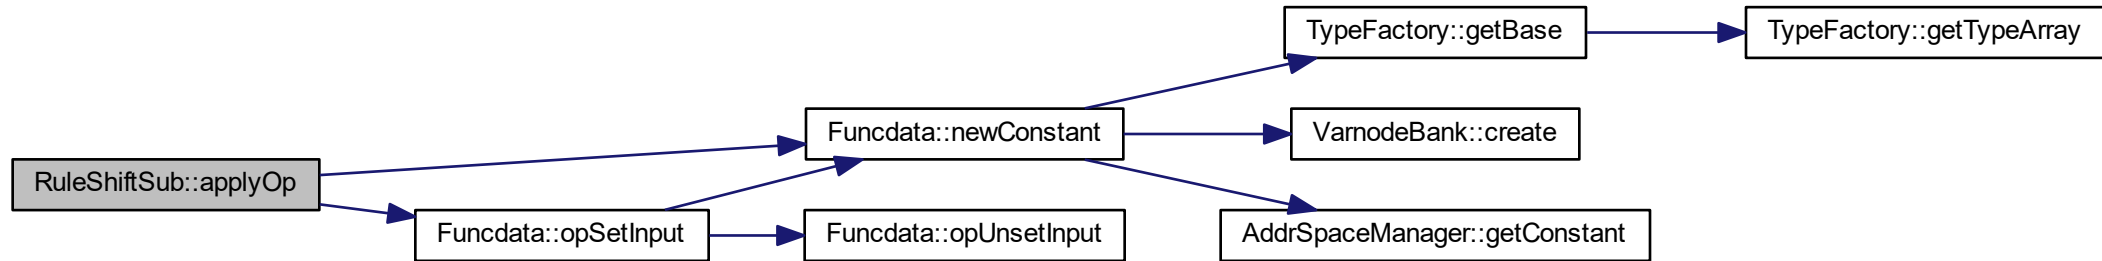 TypeFactory::getBase
TypeFactory::getTypeArray
Funcdata::newConstant
VarnodeBank::create
RuleShiftSub::applyOp
Funcdata::opSetInput
Funcdata::opUnsetInput
AddrSpaceManager::getConstant